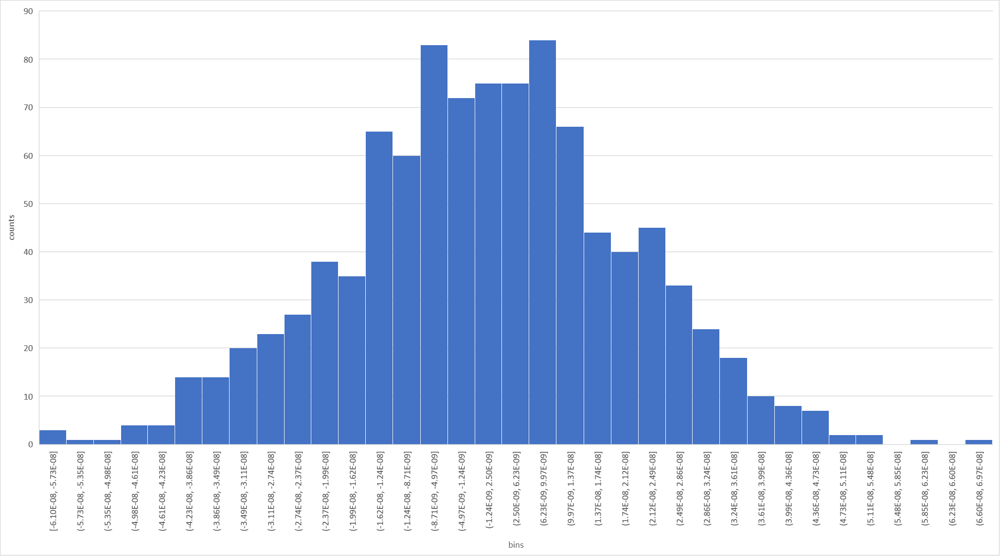 90
80
70
60
50
40
30
20
10
0
counts
[-6.10E-08, -5.73E-08]
(-5.73E-08, -5.35E-08]
(-5.35E-08, -4.98E-08]
(-4.98E-08, -4.61E-08]
(-4.61E-08, -4.23E-08]
(-4.23E-08, -3.86E-08]
(-3.86E-08, -3.49E-08]
(-3.49E-08, -3.11E-08]
(-3.11E-08, -2.74E-08]
(-2.74E-08, -2.37E-08]
(-2.37E-08, -1.99E-08]
(-1.99E-08, -1.62E-08]
(-1.62E-08, -1.24E-08]
(-1.24E-08, -8.71E-09]
(-8.71E-09, -4.97E-09]
(-4.97E-09, -1.24E-09]
(-1.24E-09, 2.50E-09]
(2.50E-09, 6.23E-09]
(6.23E-09, 9.97E-09]
(9.97E-09, 1.37E-08]
(1.37E-08, 1.74E-08]
(1.74E-08, 2.12E-08]
(2.12E-08, 2.49E-08]
(2.49E-08, 2.86E-08]
(2.86E-08, 3.24E-08]
(3.24E-08, 3.61E-08]
(3.61E-08, 3.99E-08]
(3.99E-08, 4.36E-08]
(4.36E-08, 4.73E-08]
(4.73E-08, 5.11E-08]
(5.11E-08, 5.48E-08]
(5.48E-08, 5.85E-08]
(5.85E-08, 6.23E-08]
(6.23E-08, 6.60E-08]
(6.60E-08, 6.97E-08]
bins